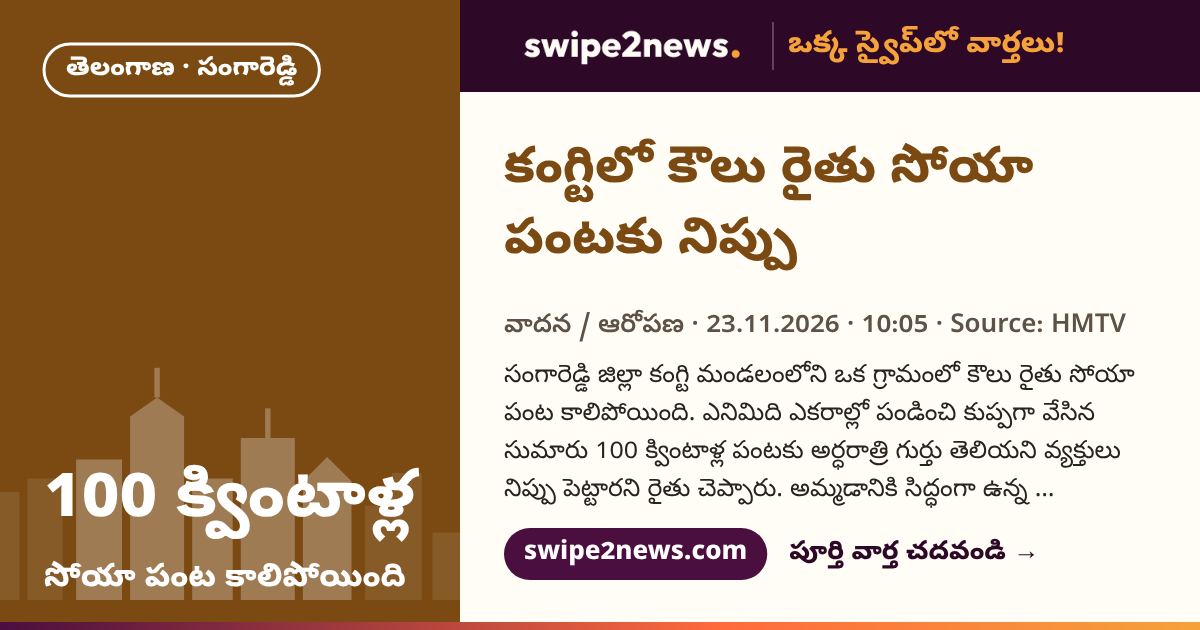 తెలంగాణ · సంగారెడ్డి
swipe2news.
ఒక్క స్వైప్‌లో వార్తలు!
కంగ్టిలో కౌలు రైతు సోయా
పంటకు నిప్పు
వాదన / ఆరోపణ · 23.11.2026 · 10:05 · Source: HMTV
సంగారెడ్డి జిల్లా కంగ్టి మండలంలోని ఒక గ్రామంలో కౌలు రైతు సోయా
పంట కాలిపోయింది. ఎనిమిది ఎకరాల్లో పండించి కుప్పగా వేసిన
సుమారు 100 క్వింటాళ్ల పంటకు అర్ధరాత్రి గుర్తు తెలియని వ్యక్తులు
నిప్పు పెట్టారని రైతు చెప్పారు. అమ్మడానికి సిద్ధంగా ఉన్న ...
100 క్వింటాళ్ల
సోయా పంట కాలిపోయింది
swipe2news.com
పూర్తి వార్త చదవండి →